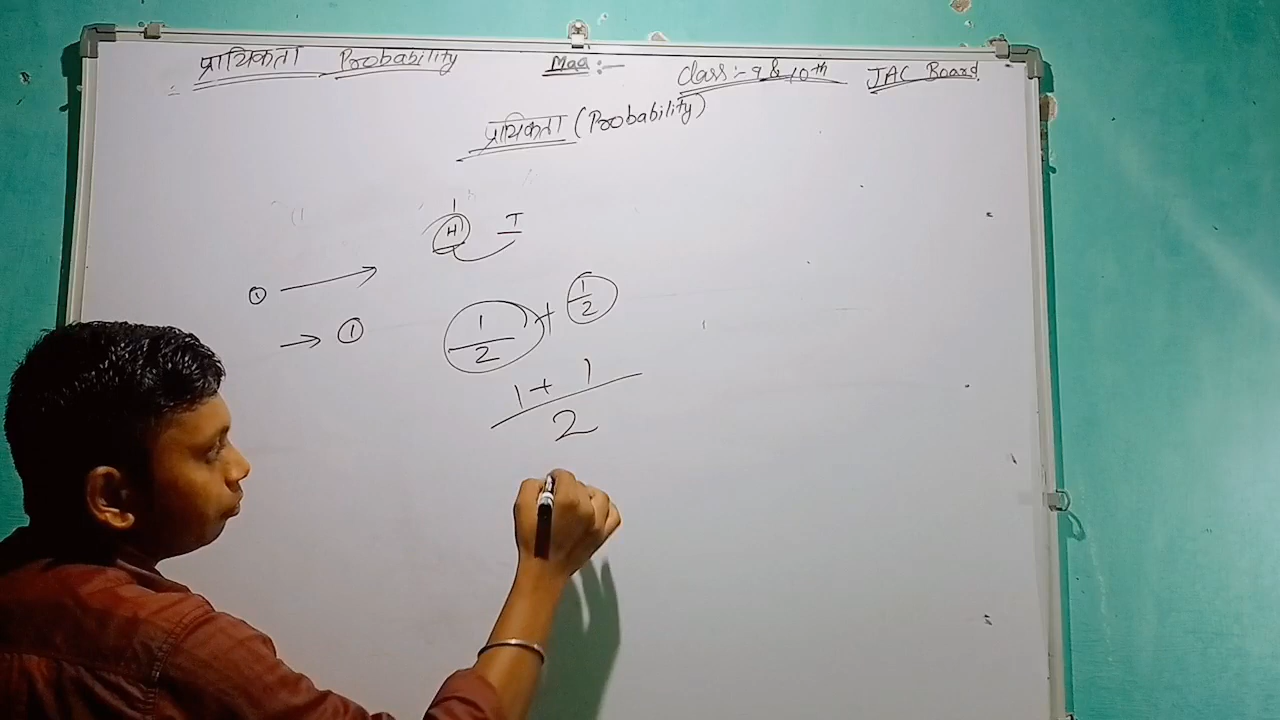 प्रायिकता Probability Maa :- Class:- 9 & 10th JAC Board
प्रायिकता (Probability)
1
H T
1 →
→ 1
1/2 + 1/2
1 + 1
2